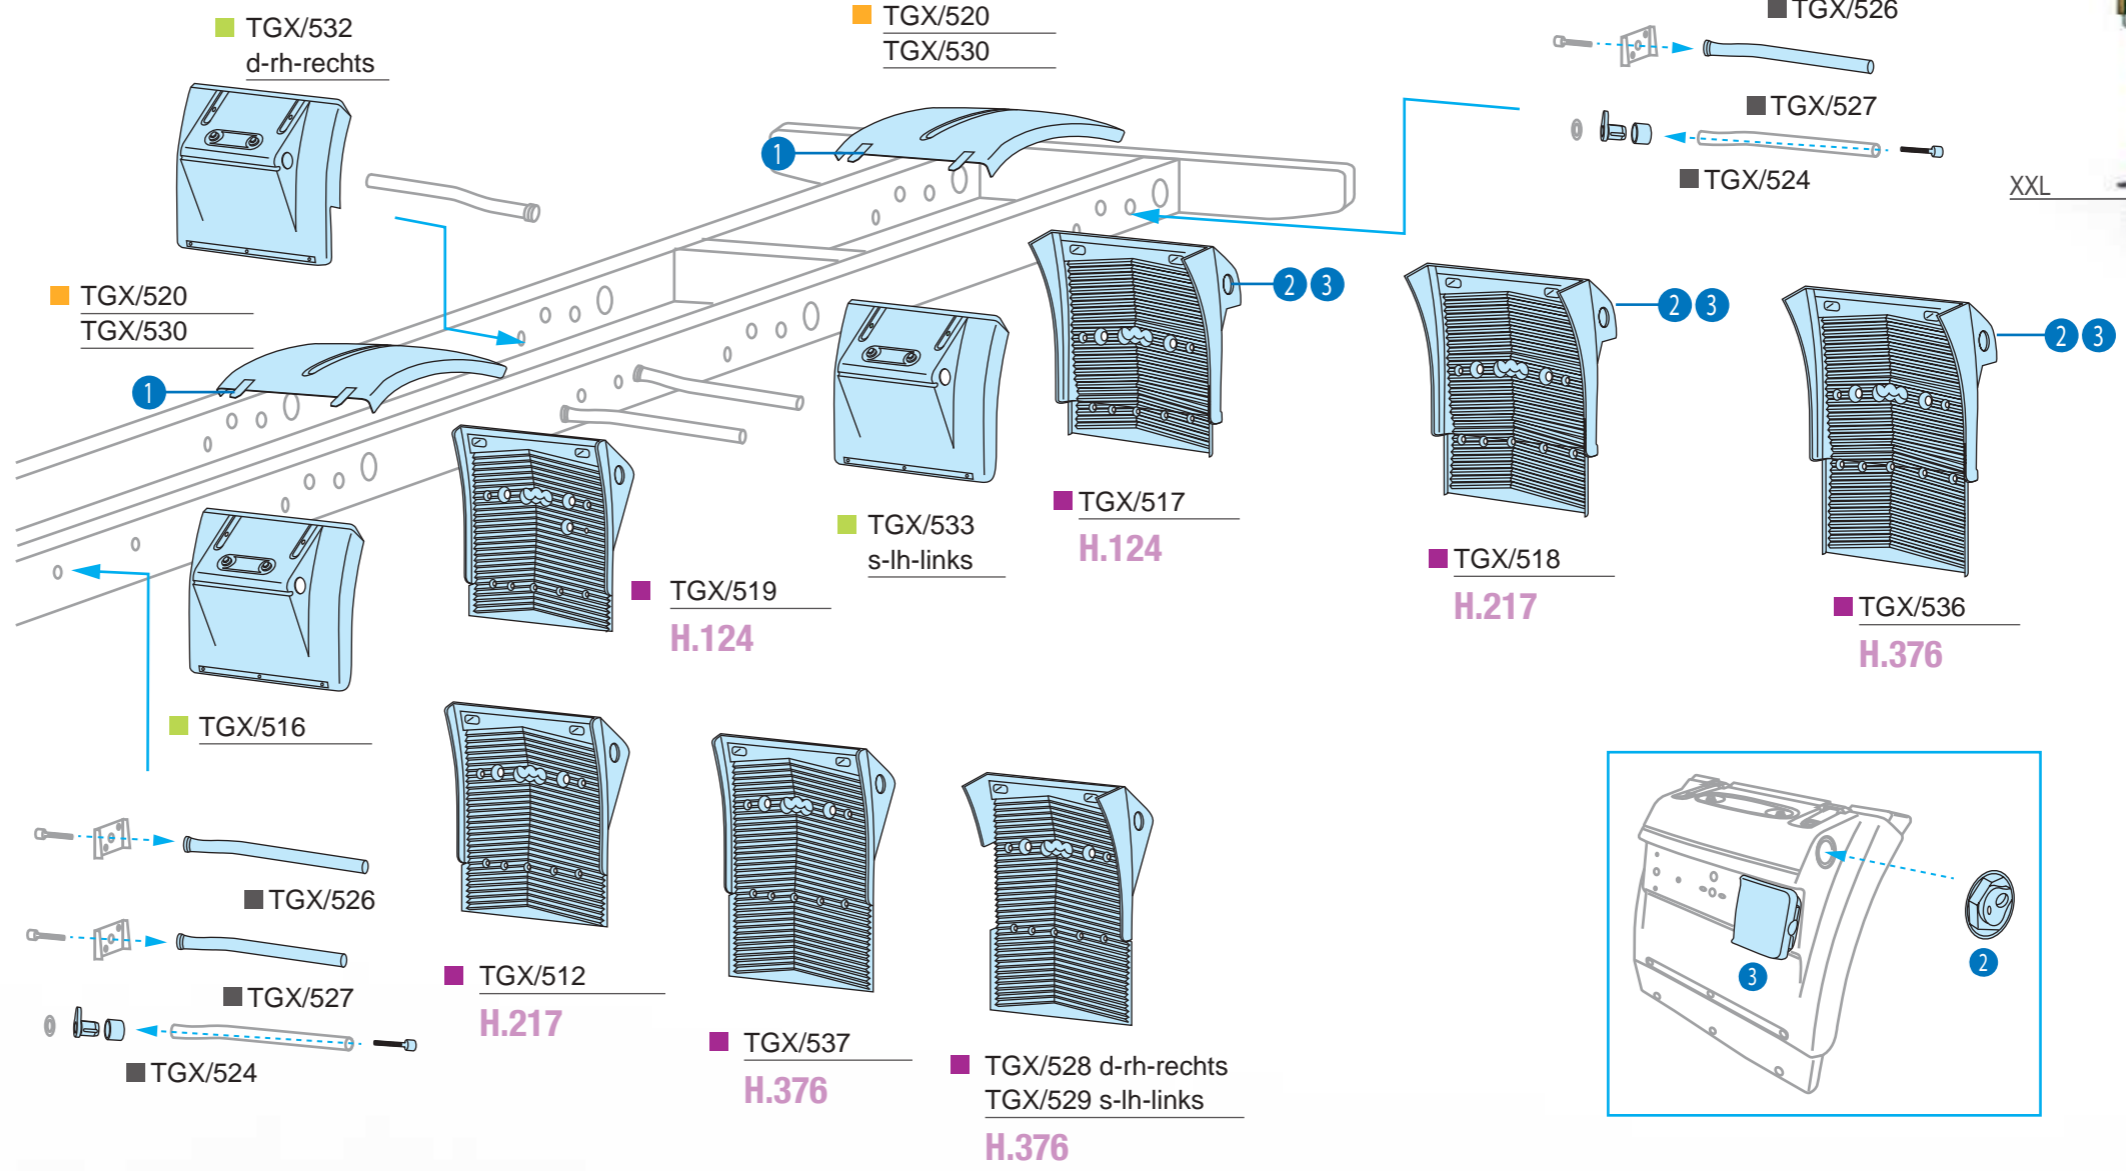 TGX/532
d-rh-rechts
TGX/520
TGX/530
TGX/526
TGX/527
TGX/524
XXL
1
TGX/520
TGX/530
1
2 3
2 3
2 3
TGX/517
H.124
TGX/533
s-lh-links
TGX/518
H.217
TGX/519
H.124
TGX/536
H.376
TGX/516
TGX/526
TGX/527
TGX/524
TGX/512
H.217
TGX/537
H.376
TGX/528 d-rh-rechts
TGX/529 s-lh-links
H.376
3
2